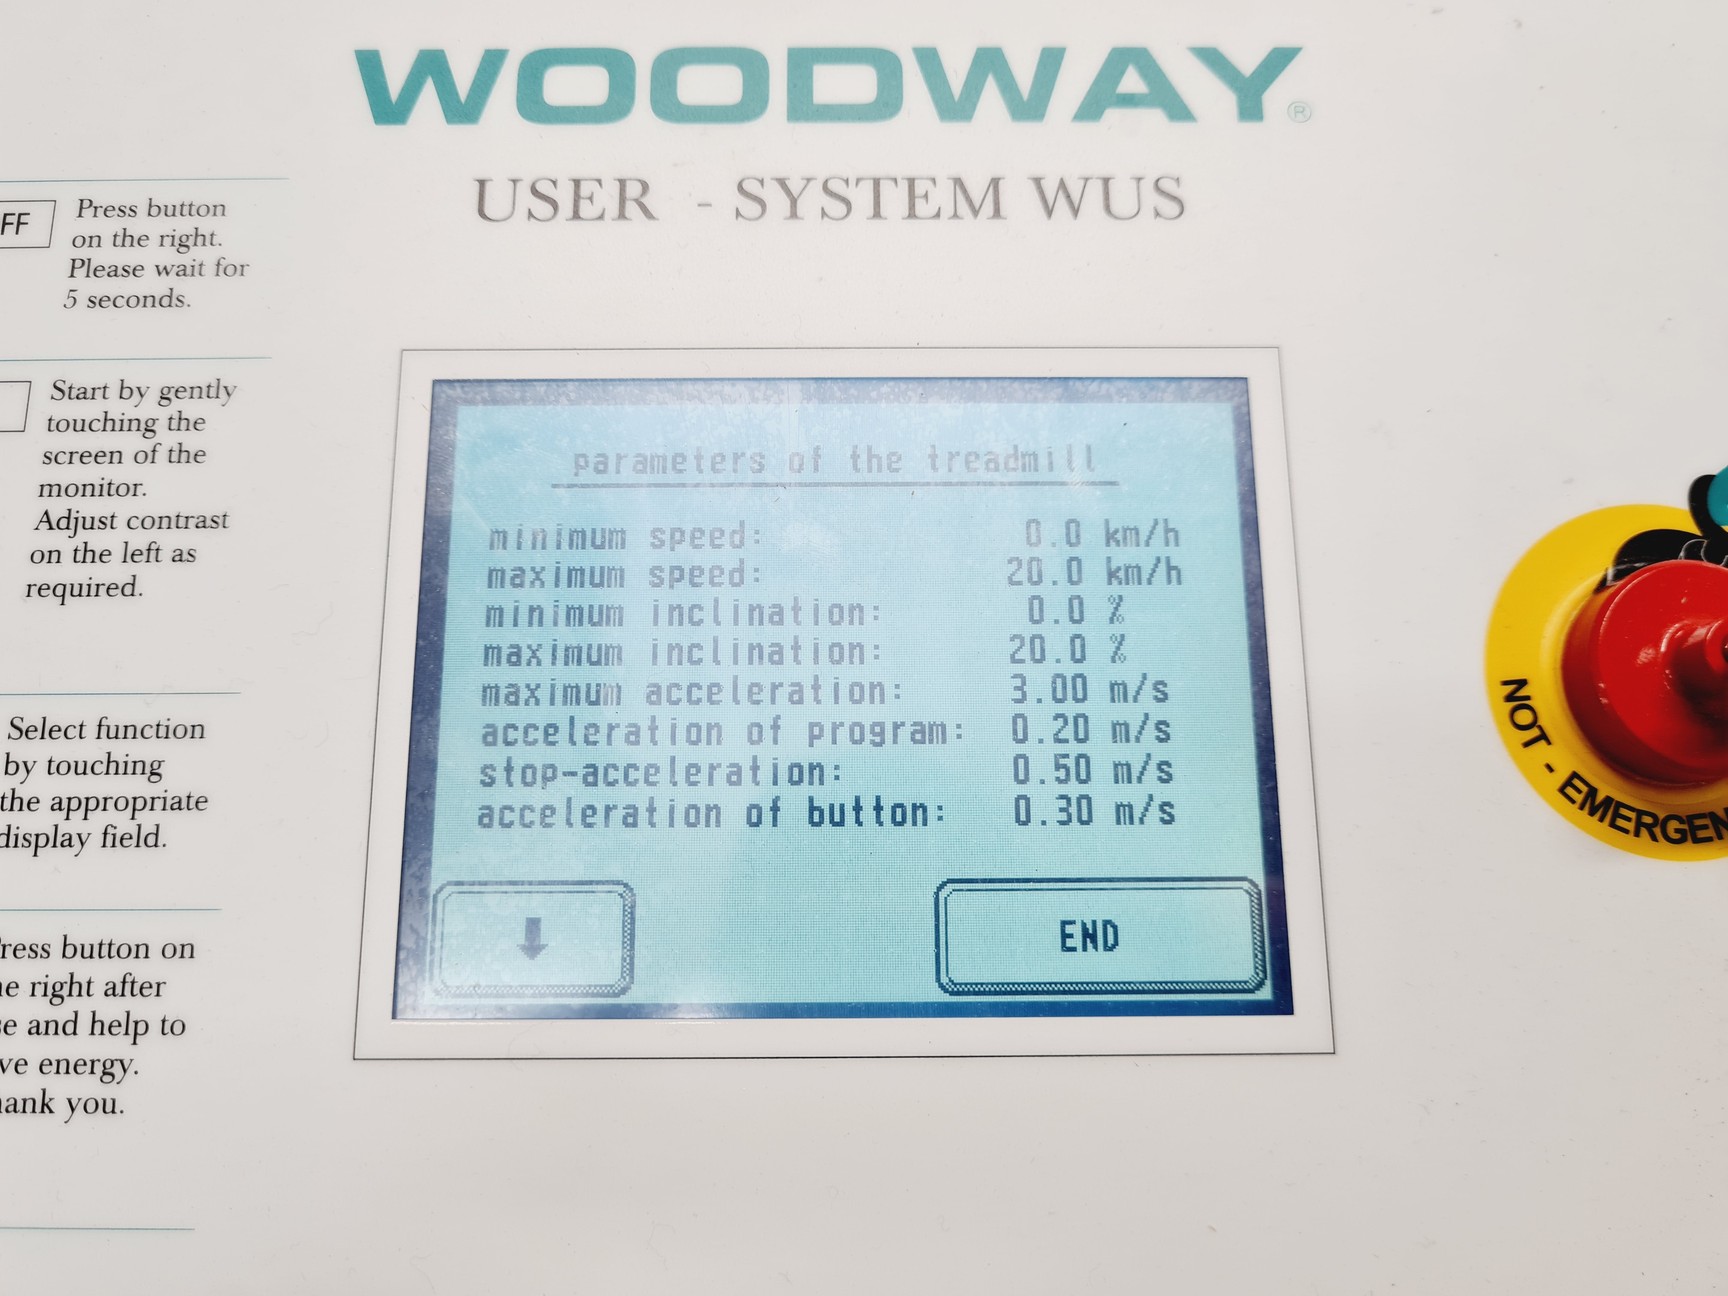 WOODWAY®
USER - SYSTEM WUS
FF
Press button
on the right.
Please wait for
5 seconds.
Start by gently
touching the
screen of the
monitor.
Adjust contrast
on the left as
required.
Select function
by touching
the appropriate
display field.
ress button on
e right after
e and help to
ve energy.
ank you.
parameters of the treadmill
minimum speed: 0.0 km/h
maximum speed: 20.0 km/h
minimum inclination: 0.0 %
maximum inclination: 20.0 %
maximum acceleration: 3.00 m/s
acceleration of program: 0.20 m/s
stop-acceleration: 0.50 m/s
acceleration of button: 0.30 m/s
END
NOT - EMERGEN